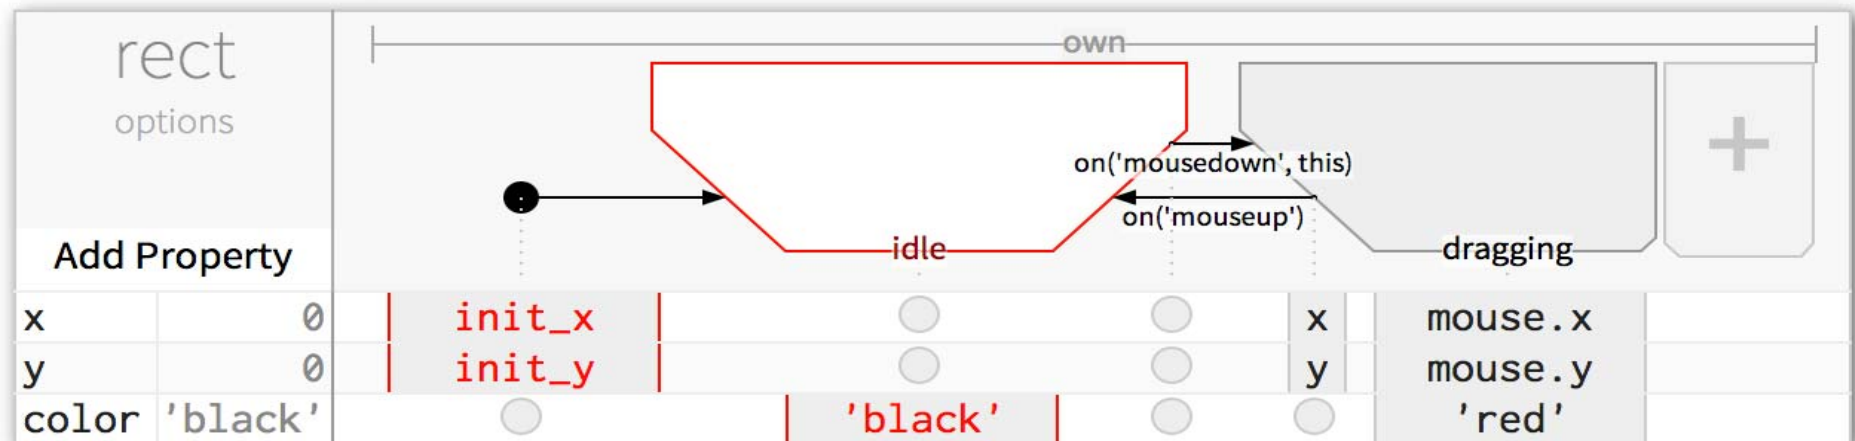 own
rect
options
on('mousedown', this)
on('mouseup')
idle
dragging
Add Property
x 0 init_x x mouse.x
y 0 init_y y mouse.y
color 'black' 'black' 'red'